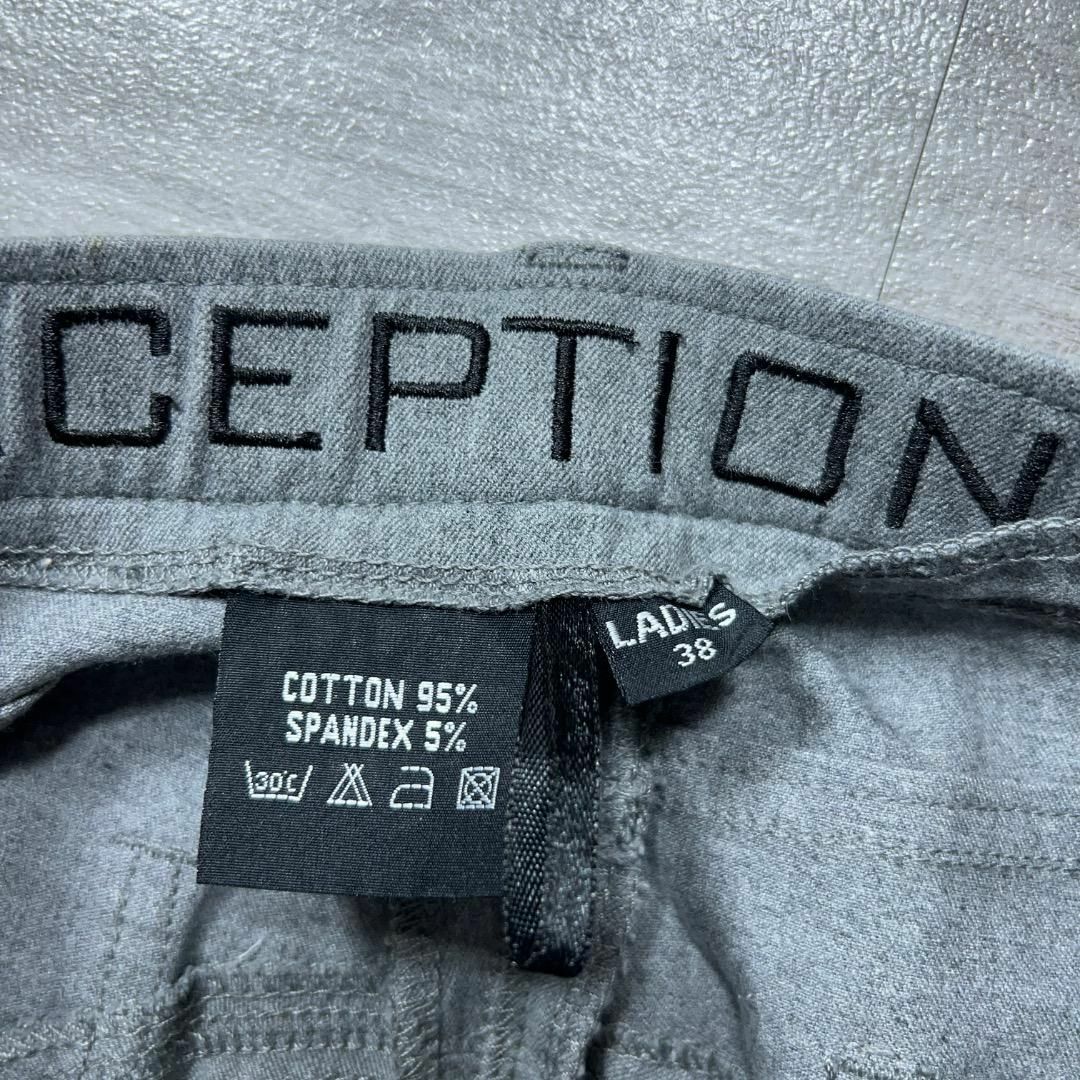 CEPTION
LADIES
38
COTTON 95%
SPANDEX 5%
30°C